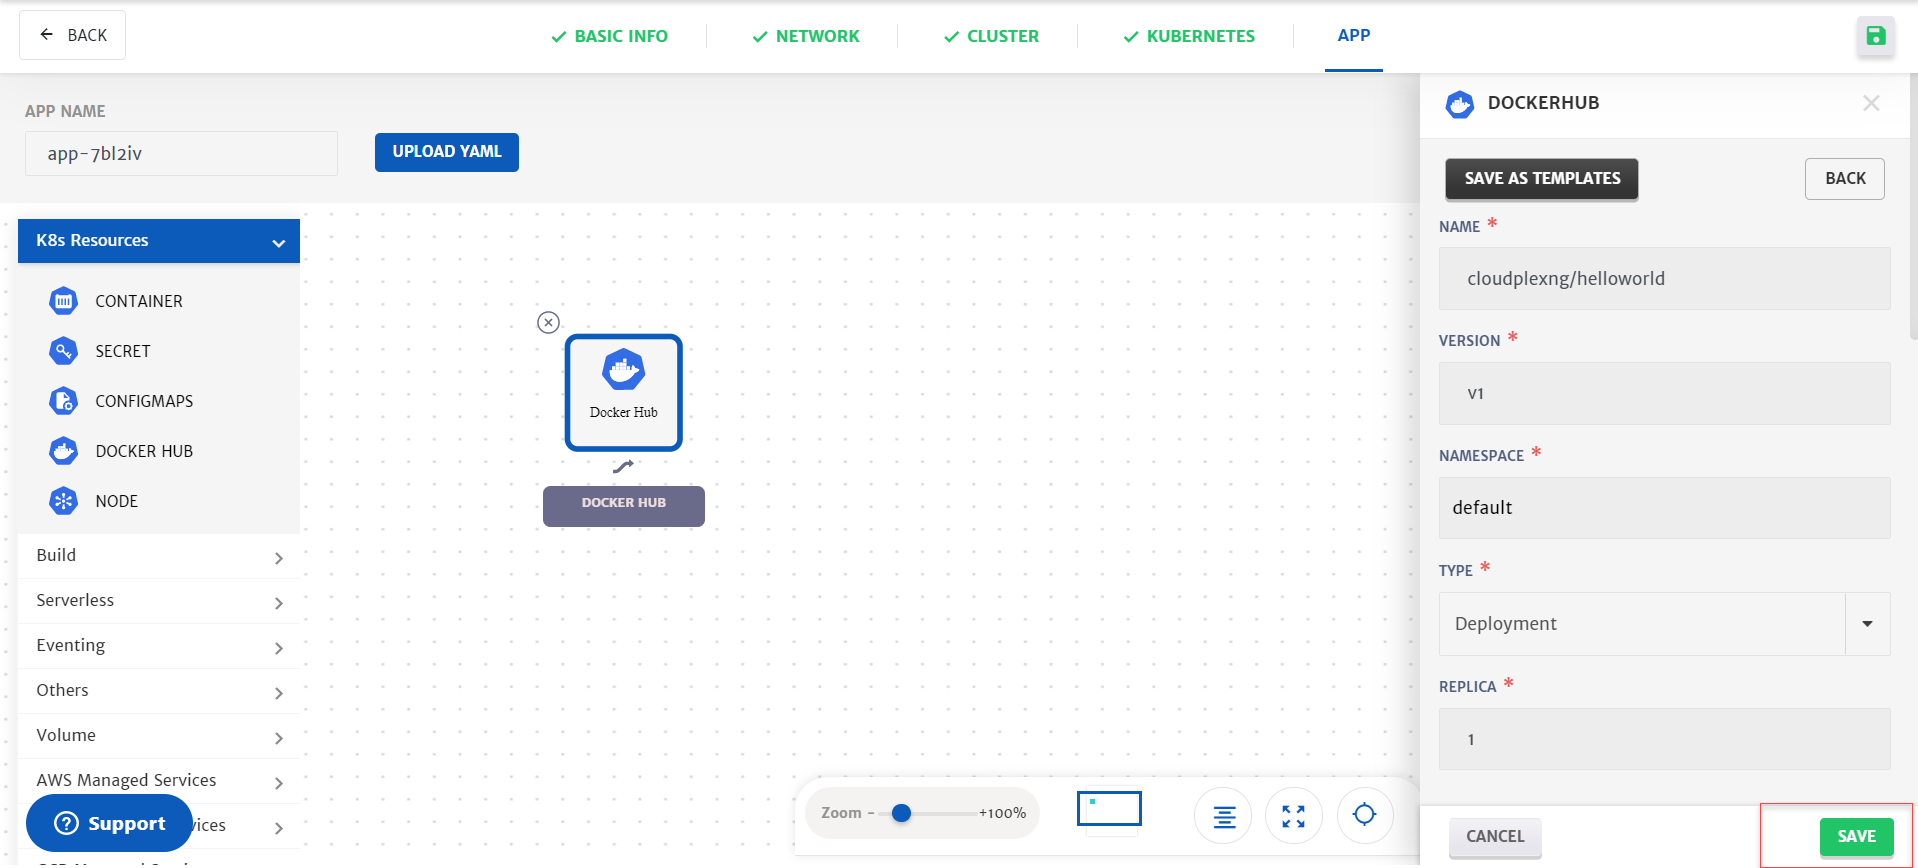 BACK
BASIC INFO
NETWORK
CLUSTER
KUBERNETES
APP
APP NAME
app-7bl2iv
UPLOAD YAML
K8s Resources
CONTAINER
SECRET
CONFIGMAPS
DOCKER HUB
NODE
Build
Serverless
Eventing
Others
Volume
AWS Managed Services
vices
Support
Docker Hub
DOCKER HUB
Zoom - +100%
DOCKERHUB
SAVE AS TEMPLATES
BACK
NAME *
cloudplexng/helloworld
VERSION *
v1
NAMESPACE *
default
TYPE *
Deployment
REPLICA *
1
CANCEL
SAVE